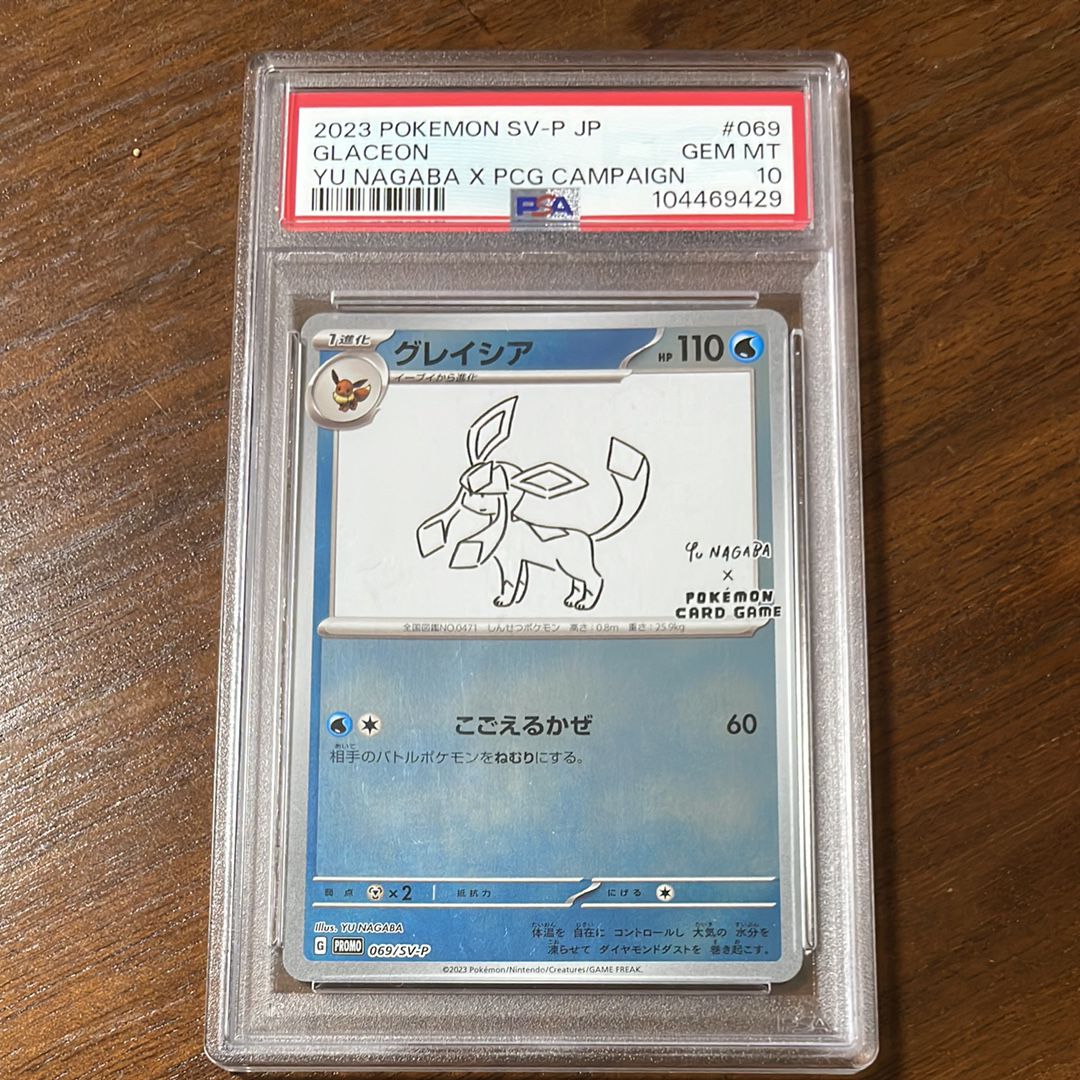 2023 POKEMON SV-P JP #069
GLACEON GEM MT
YU NAGABA X PCG CAMPAIGN 10
PSA 104469429
1進化 グレイシア HP 110
イーブイから進化
YU NAGABA
×
POKÉMON
CARD GAME
全国図鑑NO.0471 しんせつポケモン 高さ:0.8m 重さ:25.9kg
こごえるかぜ 60
相手のバトルポケモンをねむりにする。
弱点 ×2 抵抗力 にげる
Illus. YU NAGABA
体温を 自在に コントロールし 大気の 水分を
凍らせて ダイヤモンドダストを 巻き起こす。
G PROMO 069/SV-P
©2023 Pokémon/Nintendo/Creatures/GAME FREAK.